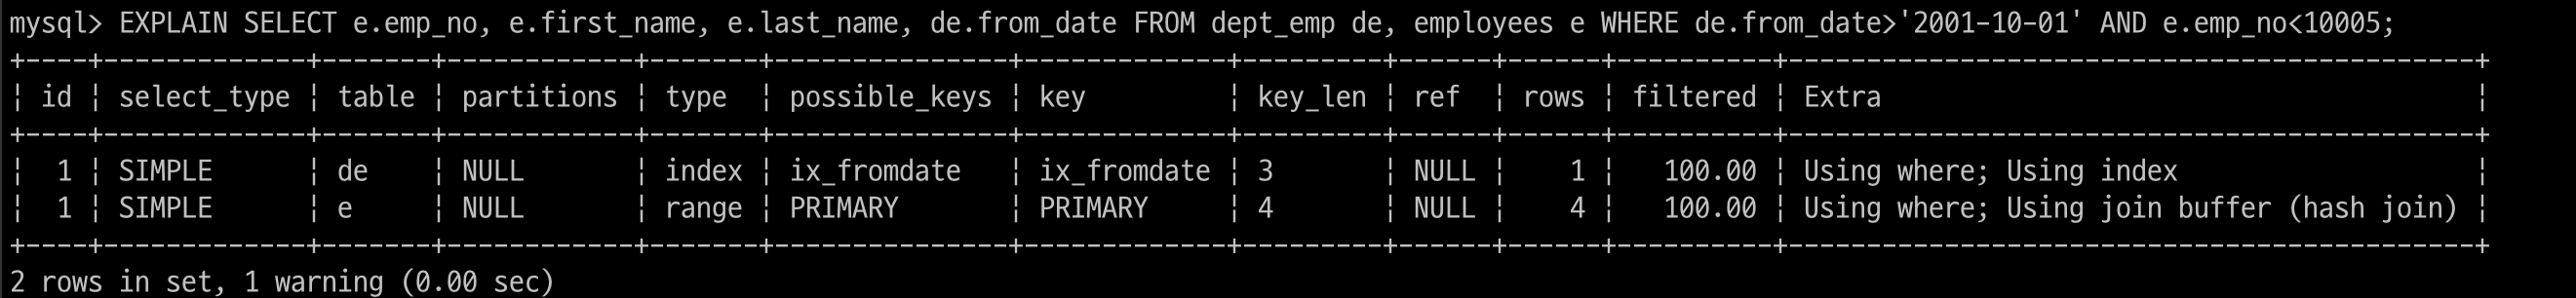 mysql> EXPLAIN SELECT e.emp_no, e.first_name, e.last_name, de.from_date FROM dept_emp de, employees e WHERE de.from_date>'2001-10-01' AND e.emp_no<10005;
+----+-------------+-------+------------+-------+---------------+-------------+---------+------+------+----------+--------------------------------------------+
| id | select_type | table | partitions | type  | possible_keys | key         | key_len | ref  | rows | filtered | Extra                                      |
+----+-------------+-------+------------+-------+---------------+-------------+---------+------+------+----------+--------------------------------------------+
|  1 | SIMPLE      | de    | NULL       | index | ix_fromdate   | ix_fromdate | 3       | NULL |    1 |   100.00 | Using where; Using index                   |
|  1 | SIMPLE      | e     | NULL       | range | PRIMARY       | PRIMARY     | 4       | NULL |    4 |   100.00 | Using where; Using join buffer (hash join) |
+----+-------------+-------+------------+-------+---------------+-------------+---------+------+------+----------+--------------------------------------------+
2 rows in set, 1 warning (0.00 sec)